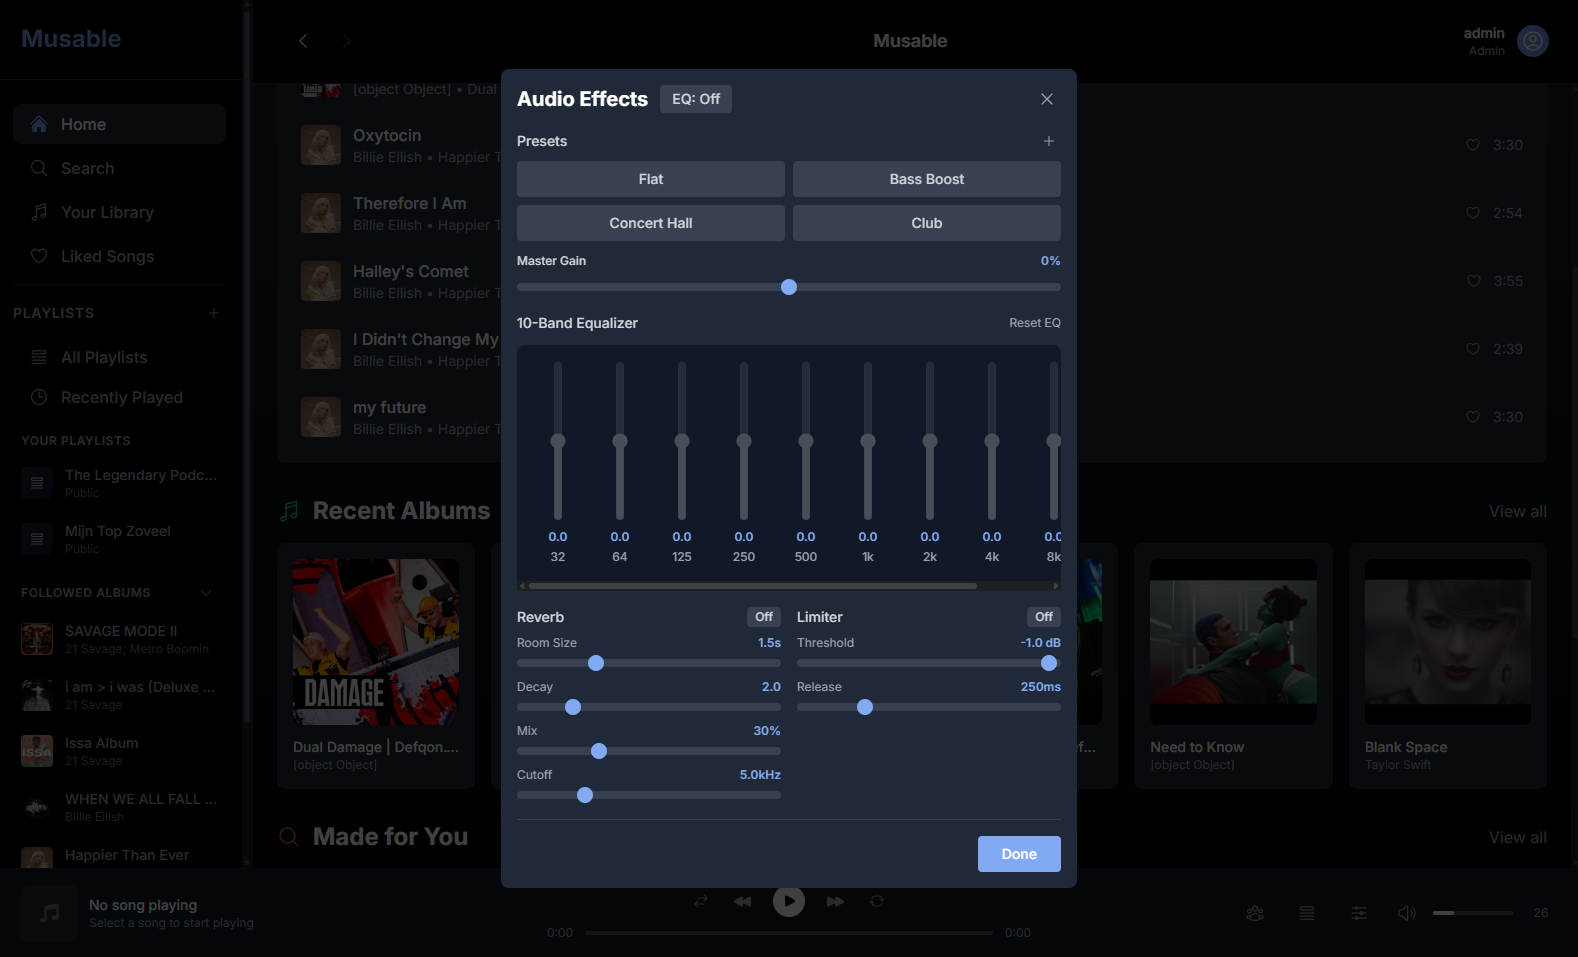 Musable
Home
Search
Your Library
Liked Songs
PLAYLISTS
All Playlists
Recently Played
YOUR PLAYLISTS
The Legendary Podc...
Public
Mijn Top Zoveel
Public
FOLLOWED ALBUMS
SAVAGE MODE II
21 Savage; Metro Boomin
i am > i was (Deluxe ...
21 Savage
ISSA
Issa Album
21 Savage
WHEN WE ALL FALL ...
Billie Eilish
Happier Than Ever
Musable
admin
Admin
[object Object] • Dual
Oxytocin
Billie Eilish • Happier T
3:30
Therefore I Am
Billie Eilish • Happier T
2:54
Halley's Comet
Billie Eilish • Happier T
3:55
I Didn't Change My
Billie Eilish • Happier T
2:39
my future
Billie Eilish • Happier T
3:30
Recent Albums
View all
DAMAGE
Dual Damage | Defqon....
[object Object]
ef...
Need to Know
[object Object]
Blank Space
Taylor Swift
Made for You
View all
Audio Effects
EQ: Off
Presets
Flat
Bass Boost
Concert Hall
Club
Master Gain
0%
10-Band Equalizer
Reset EQ
0.0 0.0 0.0 0.0 0.0 0.0 0.0 0.0 0.0
32 64 125 250 500 1k 2k 4k 8k
Reverb
Off
Room Size
1.5s
Decay
2.0
Mix
30%
Cutoff
5.0kHz
Limiter
Off
Threshold
-1.0 dB
Release
250ms
Done
No song playing
Select a song to start playing
0:00
0:00
26